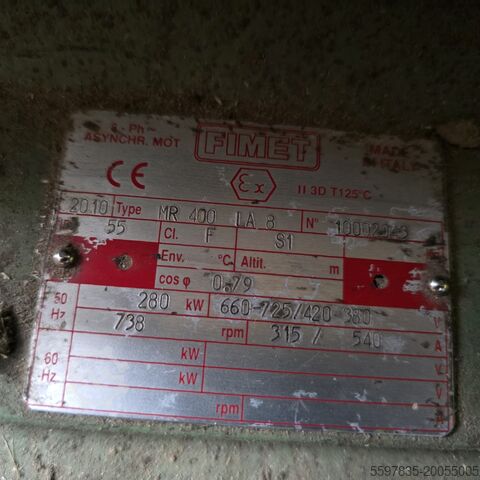 3 - Ph ~
ASYNCHR. MOT
FIMET
MADE IN ITALY
CE
Ex
II 3D T125°C
20.10 Type MR 400 LA 8 N°
55 Cl. F S1
Env. °C Altit. m
cos φ 0.79
50 Hz 280 kW 660-725/420-380 V
738 rpm 315 / 540 A
60 Hz kW V
kW V
rpm A
5597835-20055005